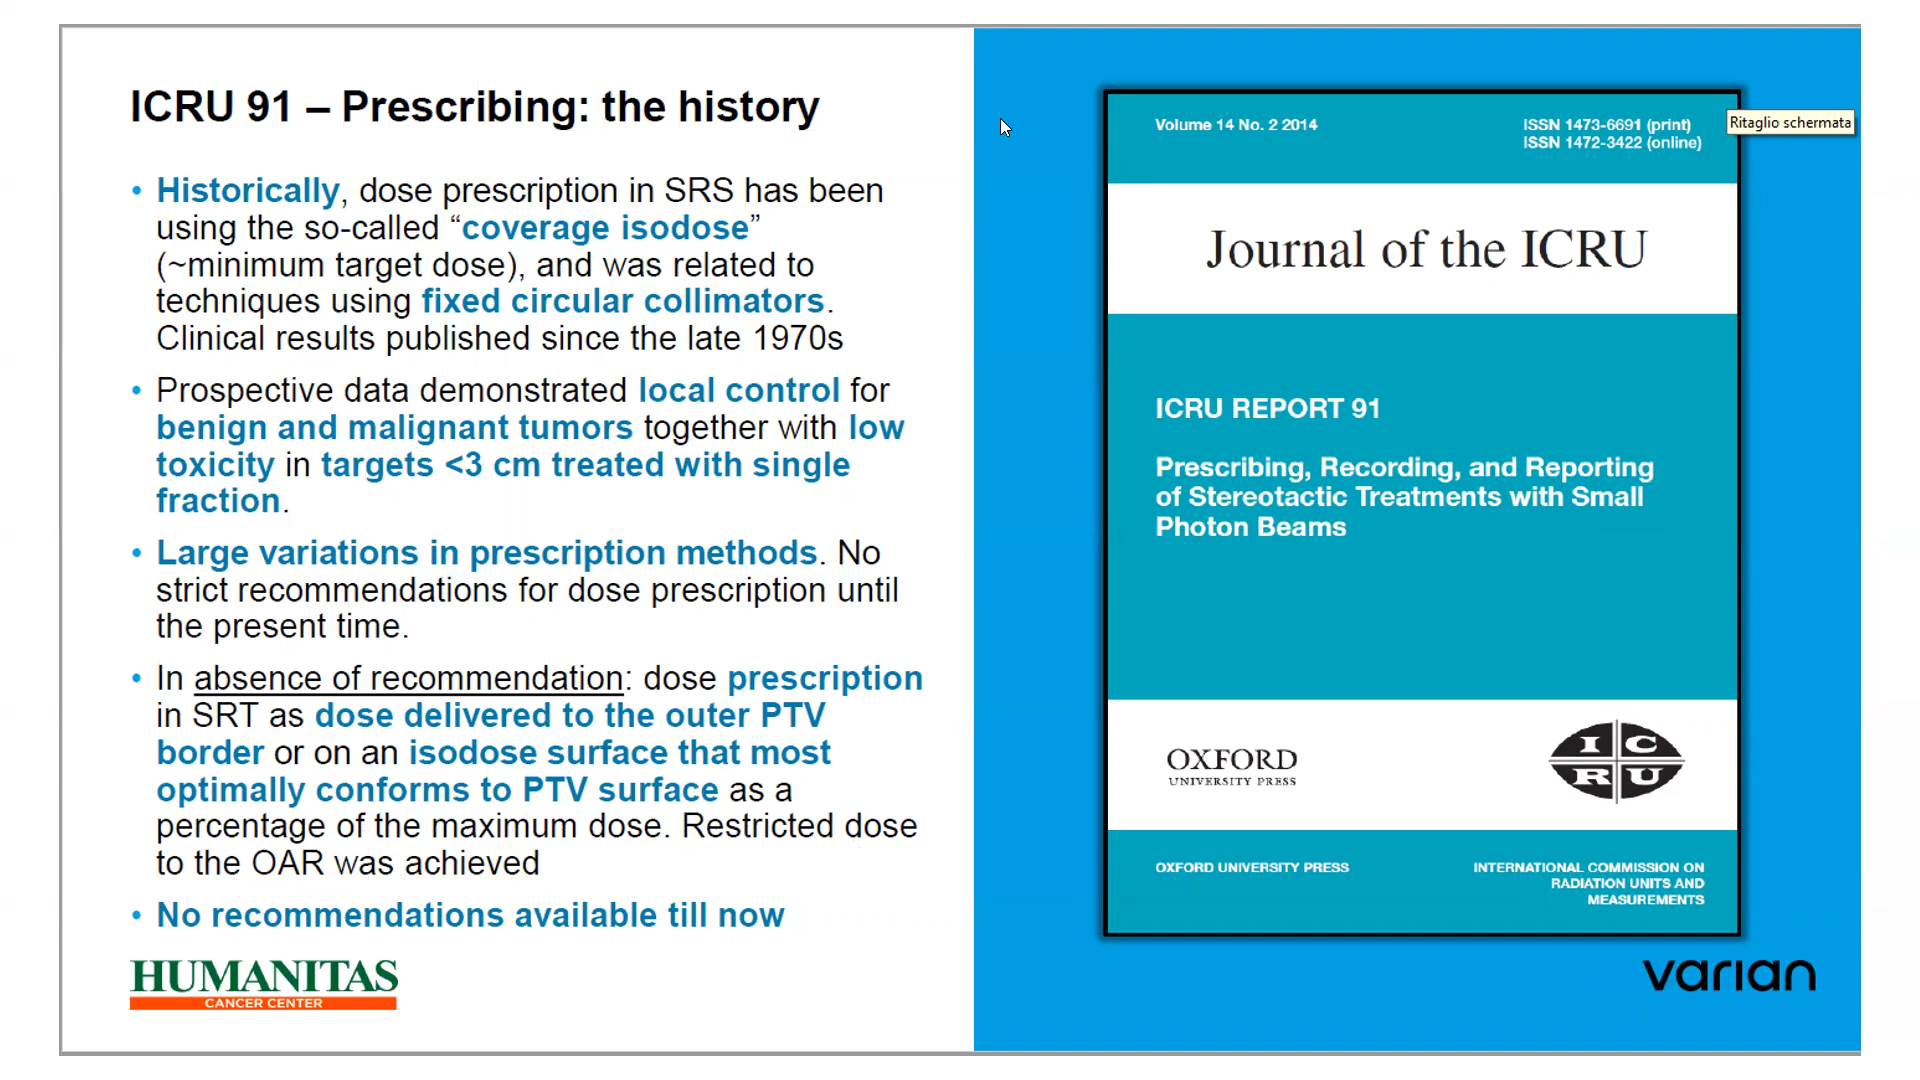 ICRU 91 – Prescribing: the history
• Historically, dose prescription in SRS has been
using the so-called “coverage isodose”
(~minimum target dose), and was related to
techniques using fixed circular collimators.
Clinical results published since the late 1970s
• Prospective data demonstrated local control for
benign and malignant tumors together with low
toxicity in targets <3 cm treated with single
fraction.
• Large variations in prescription methods. No
strict recommendations for dose prescription until
the present time.
• In absence of recommendation: dose prescription
in SRT as dose delivered to the outer PTV
border or on an isodose surface that most
optimally conforms to PTV surface as a
percentage of the maximum dose. Restricted dose
to the OAR was achieved
• No recommendations available till now
HUMANITAS
CANCER CENTER
Volume 14 No. 2 2014
ISSN 1473-6691 (print)
ISSN 1472-3422 (online)
Ritaglio schermata
Journal of the ICRU
ICRU REPORT 91
Prescribing, Recording, and Reporting
of Stereotactic Treatments with Small
Photon Beams
OXFORD
UNIVERSITY PRESS
I C
R U
OXFORD UNIVERSITY PRESS
INTERNATIONAL COMMISSION ON
RADIATION UNITS AND
MEASUREMENTS
varian